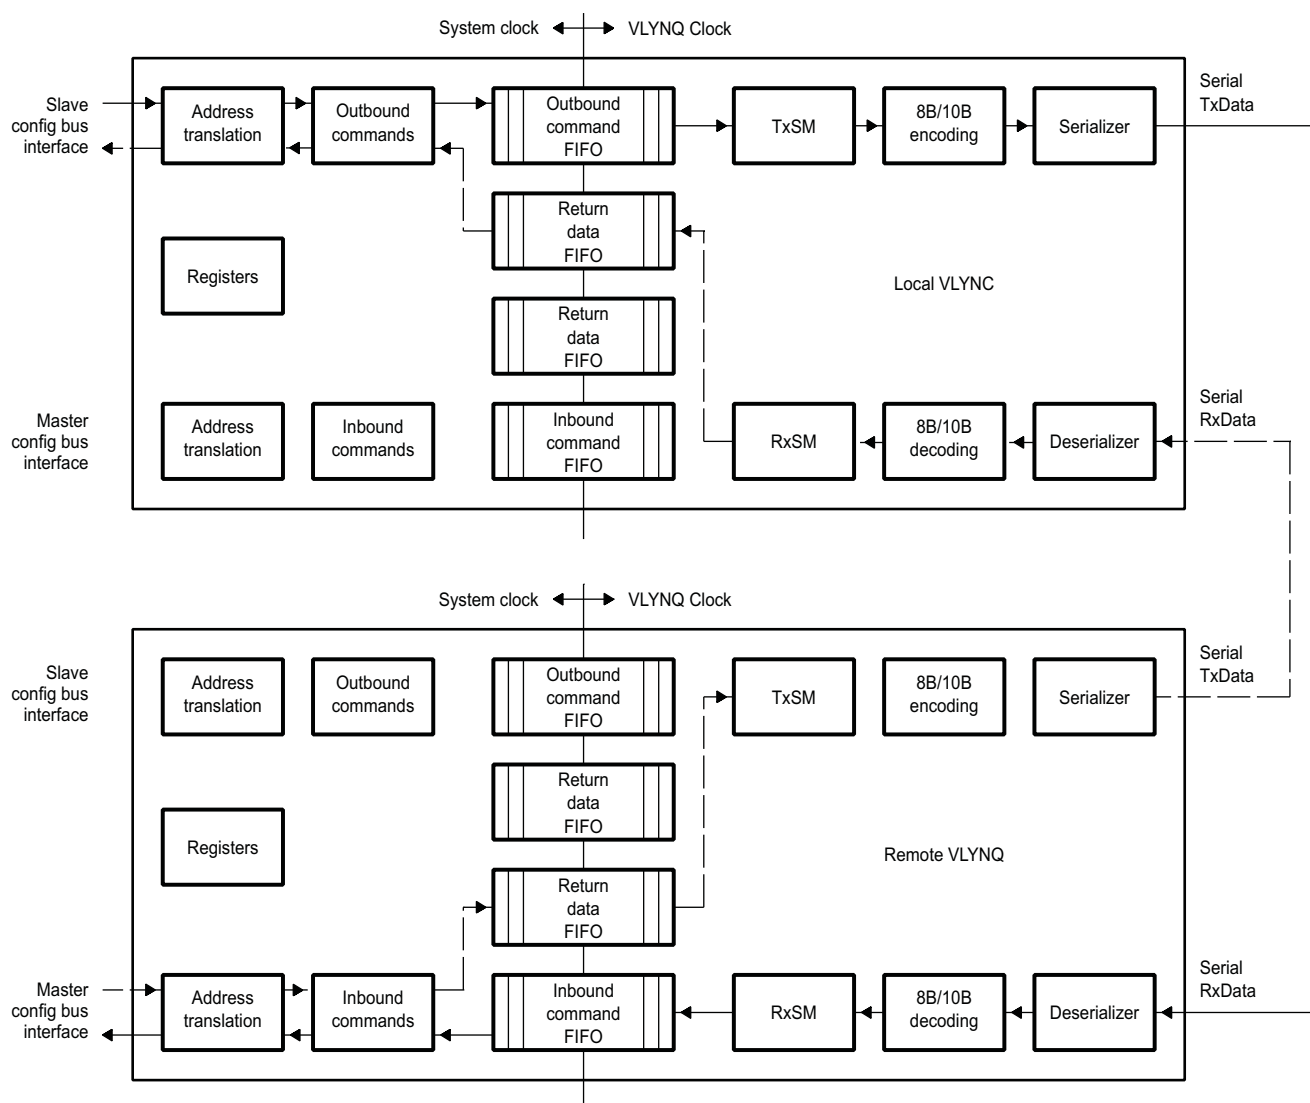 System clock
VLYNQ Clock
Slave
config bus
interface
Address
translation
Outbound
commands
Outbound
command
FIFO
TxSM
8B/10B
encoding
Serializer
Serial
TxData
Return
data
FIFO
Registers
Local VLYNC
Return
data
FIFO
Master
config bus
interface
Address
translation
Inbound
commands
Inbound
command
FIFO
RxSM
8B/10B
decoding
Deserializer
Serial
RxData
System clock
VLYNQ Clock
Slave
config bus
interface
Address
translation
Outbound
commands
Outbound
command
FIFO
TxSM
8B/10B
encoding
Serializer
Serial
TxData
Return
data
FIFO
Registers
Remote VLYNQ
Return
data
FIFO
Master
config bus
interface
Address
translation
Inbound
commands
Inbound
command
FIFO
RxSM
8B/10B
decoding
Deserializer
Serial
RxData